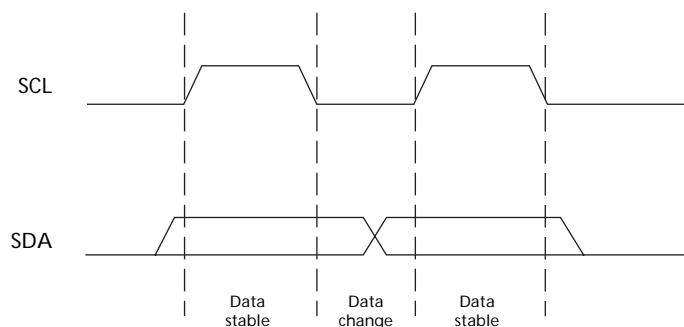 SCL
SDA
Data
stable
Data
change
Data
stable